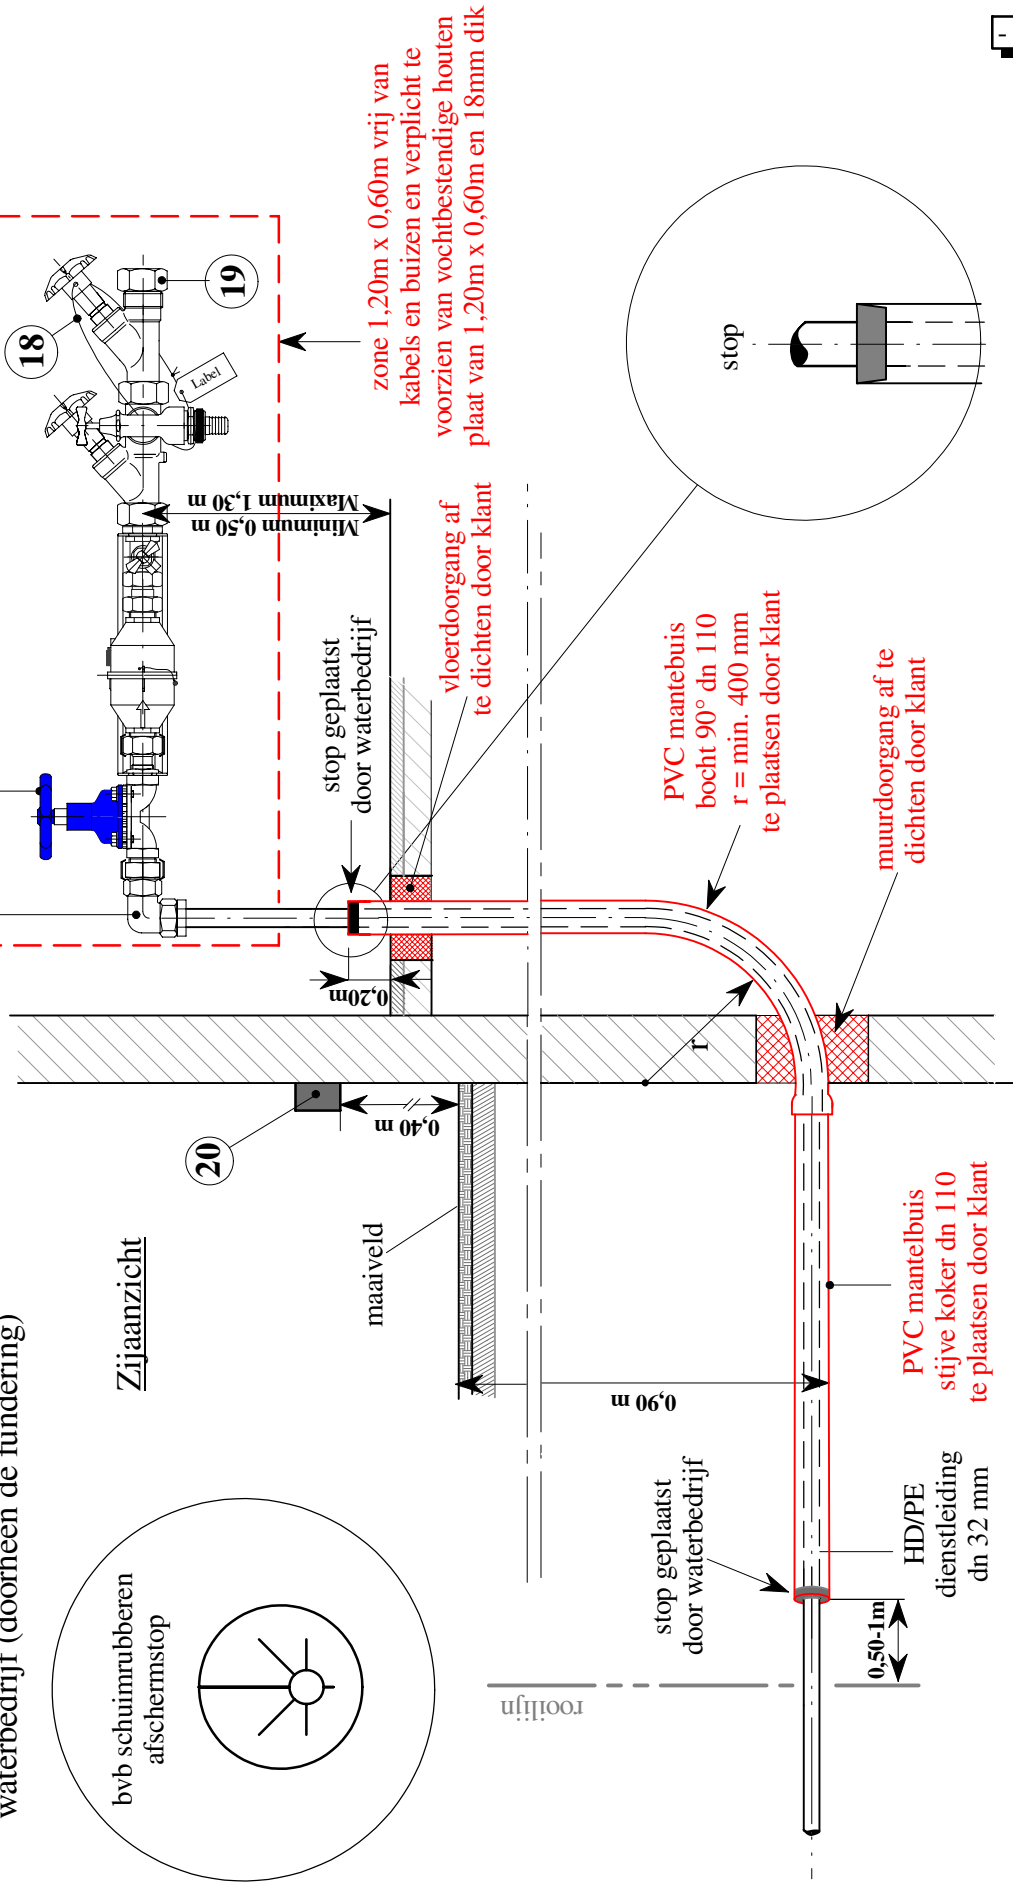 waterbedrijf (doorheen de fundering)
Zijaanzicht
bvb schuimrubberen
afschermstop
18
19
Label
zone 1,20m x 0,60m vrij van
kabels en buizen en verplicht te
voorzien van vochtbestendige houten
plaat van 1,20m x 0,60m en 18mm dik
Minimum 0,50 m
Maximum 1,30 m
stop geplaatst
door waterbedrijf
vloerdoorgang af
te dichten door klant
stop
0,20m
20
0,40 m
maaiveld
r
PVC mantebuis
bocht 90° dn 110
r = min. 400 mm
te plaatsen door klant
muurdoorgang af te
dichten door klant
0,90 m
PVC mantelbuis
stijve koker dn 110
te plaatsen door klant
HD/PE
dienstleiding
dn 32 mm
stop geplaatst
door waterbedrijf
0,50-1m
rooilijn